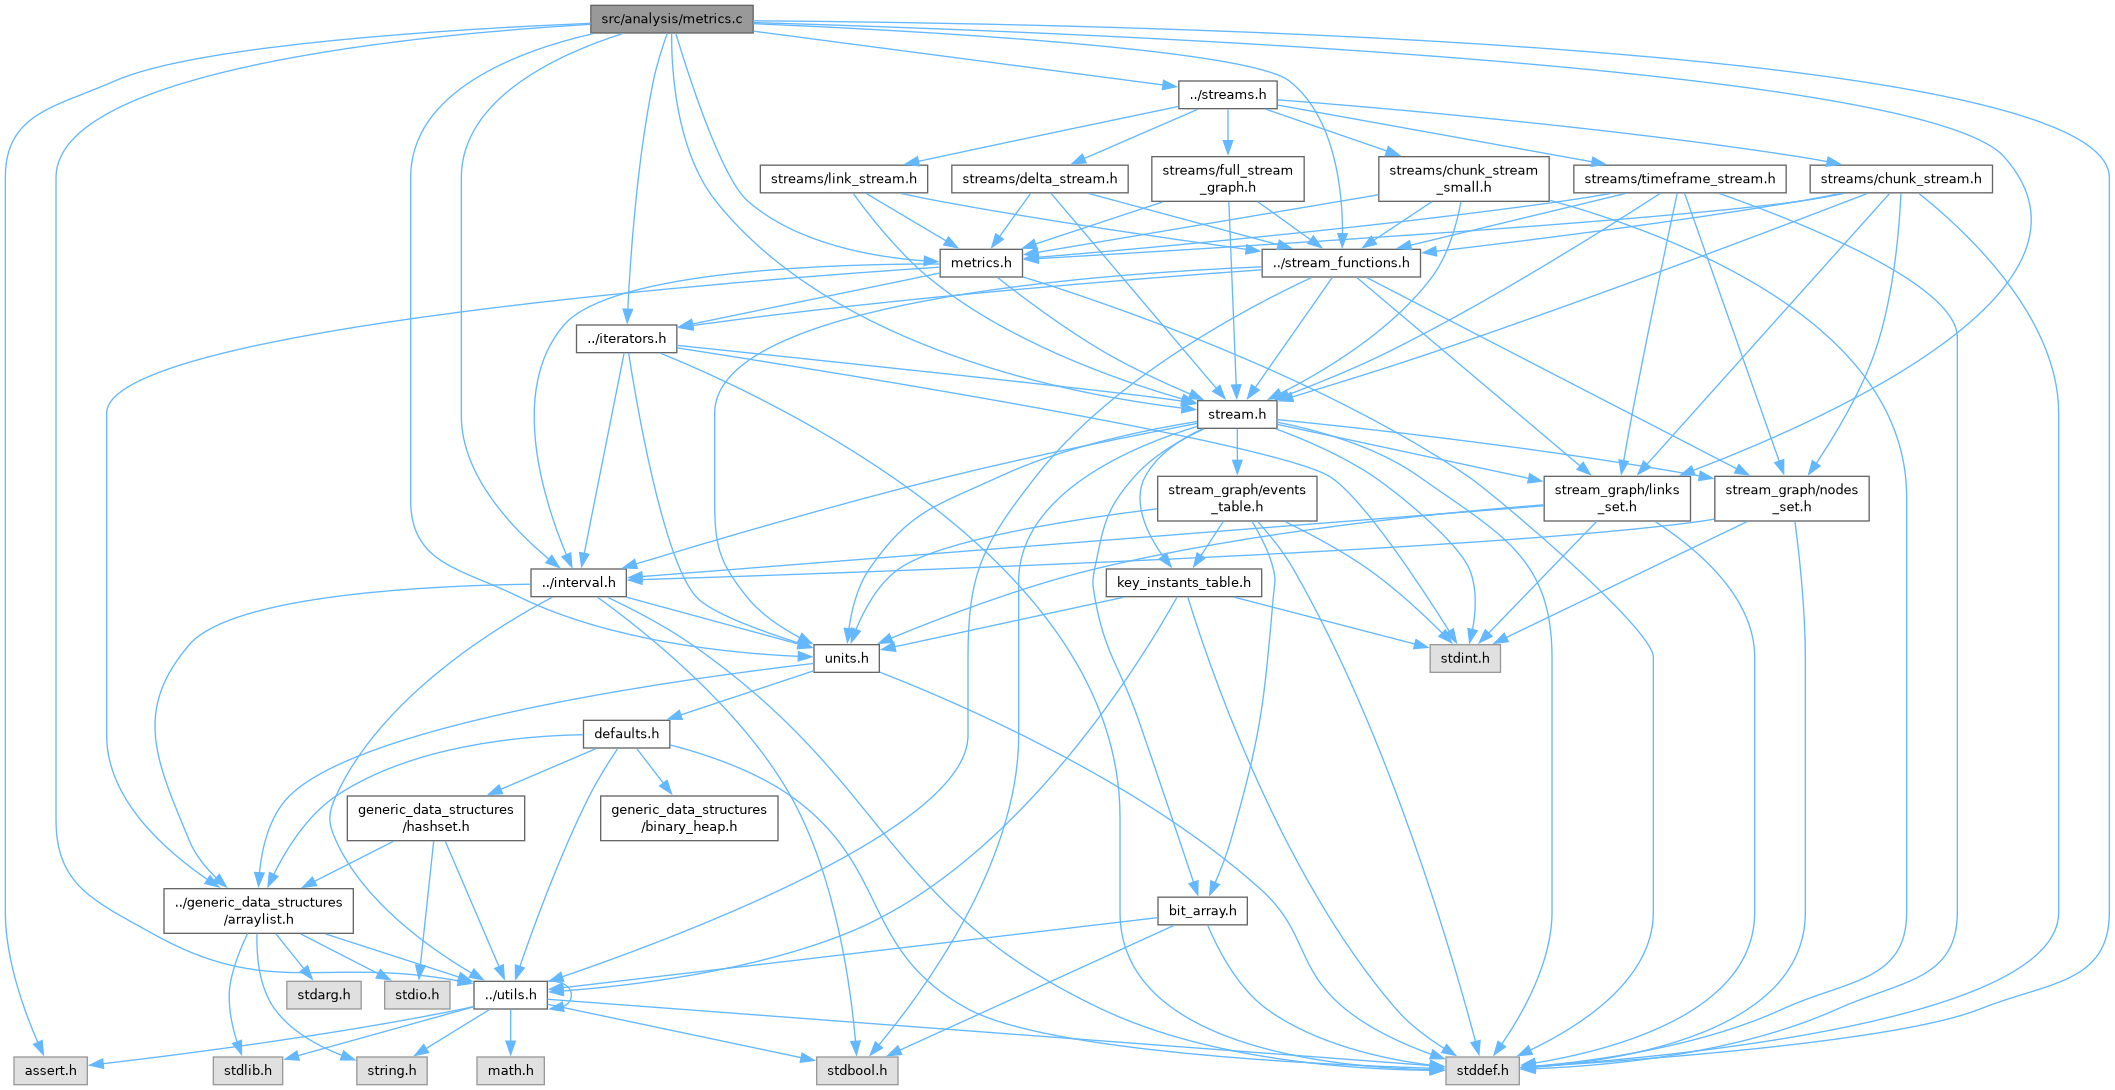 src/analysis/metrics.c
../streams.h
streams/link_stream.h
streams/delta_stream.h
streams/full_stream
_graph.h
streams/chunk_stream
_small.h
streams/timeframe_stream.h
streams/chunk_stream.h
metrics.h
../stream_functions.h
../iterators.h
stream.h
stream_graph/events
_table.h
stream_graph/links
_set.h
stream_graph/nodes
_set.h
../interval.h
key_instants_table.h
units.h
stdint.h
defaults.h
generic_data_structures
/hashset.h
generic_data_structures
/binary_heap.h
../generic_data_structures
/arraylist.h
bit_array.h
stdarg.h
stdio.h
../utils.h
assert.h
stdlib.h
string.h
math.h
stdbool.h
stddef.h